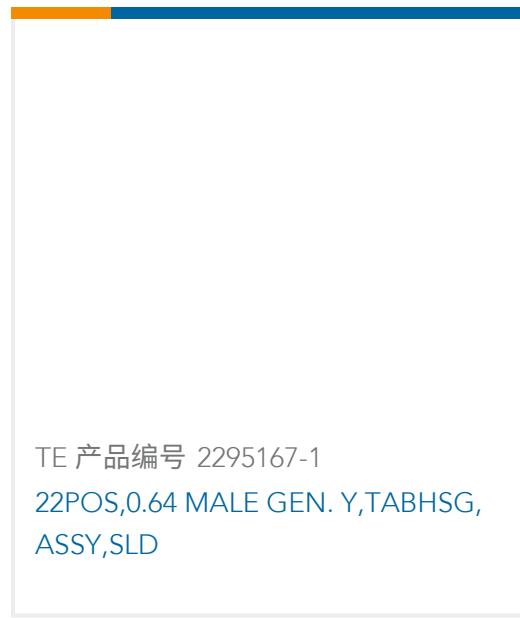 TE 产品编号 2295167-1
22POS,0.64 MALE GEN. Y,TABHSG,
ASSY,SLD